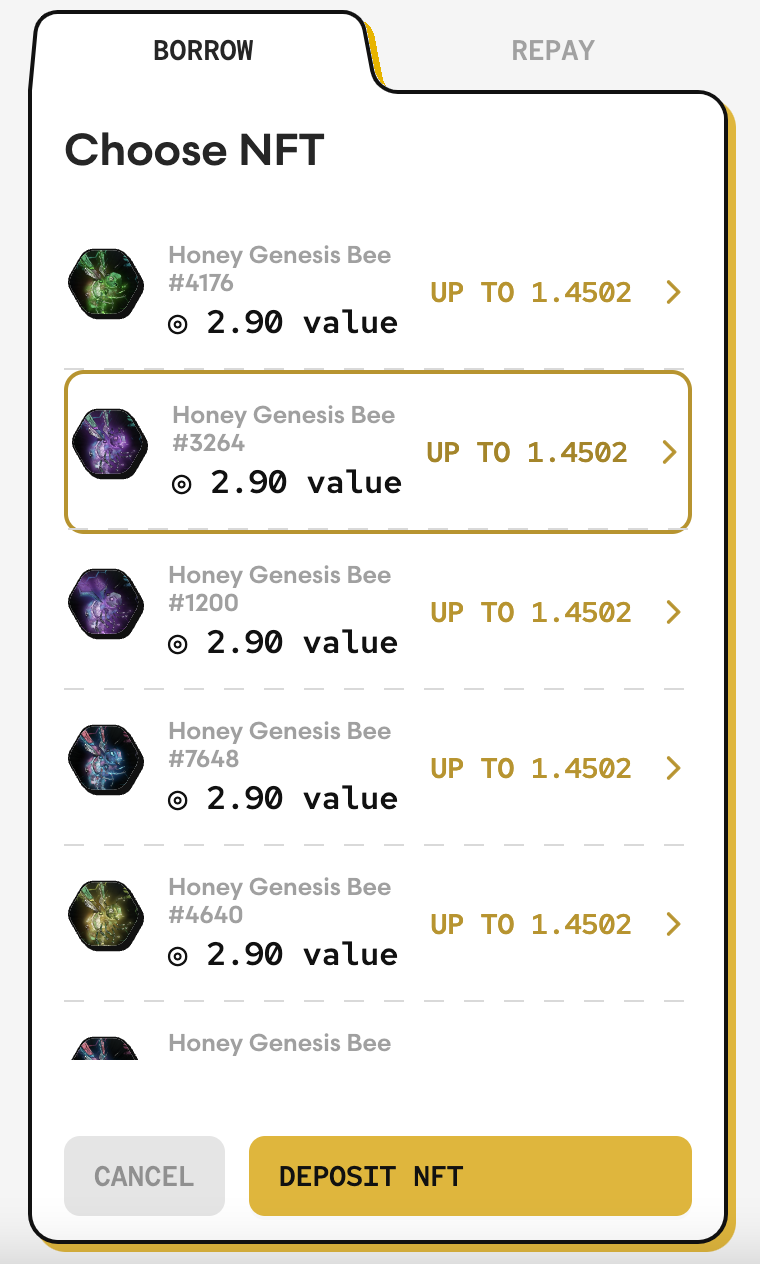 BORROW
REPAY
Choose NFT
Honey Genesis Bee
#4176
◎ 2.90 value
UP TO 1.4502
Honey Genesis Bee
#3264
◎ 2.90 value
UP TO 1.4502
Honey Genesis Bee
#1200
◎ 2.90 value
UP TO 1.4502
Honey Genesis Bee
#7648
◎ 2.90 value
UP TO 1.4502
Honey Genesis Bee
#4640
◎ 2.90 value
UP TO 1.4502
Honey Genesis Bee
CANCEL
DEPOSIT NFT